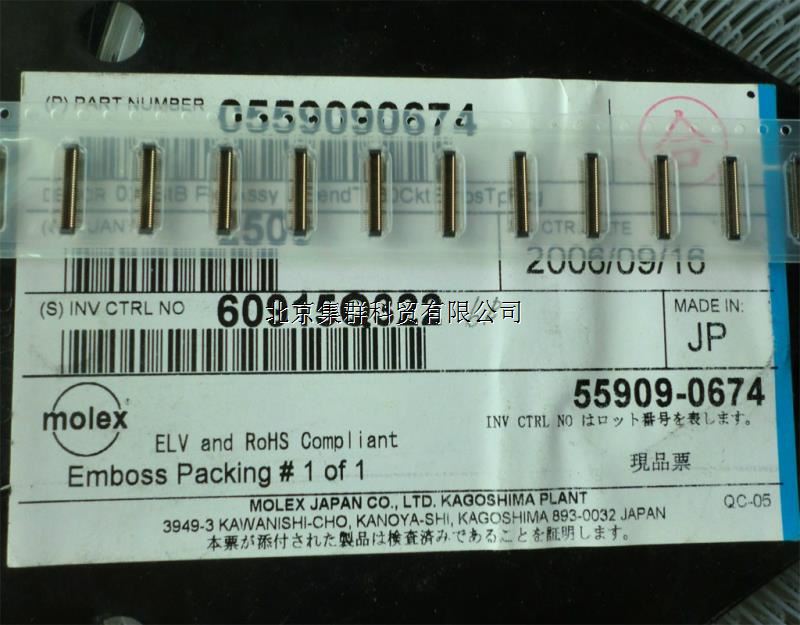 (P) PART NUMBER 0559090674
合
2006/09/16
(S) INV CTRL NO
北京集群科贸有限公司
MADE IN:
JP
molex
55909-0674
INV CTRL NO はロット番号を表します。
ELV and RoHS Compliant
Emboss Packing # 1 of 1
現品票
MOLEX JAPAN CO., LTD. KAGOSHIMA PLANT
QC-05
3949-3 KAWANISHI-CHO, KANOYA-SHI, KAGOSHIMA 893-0032 JAPAN
本票が添付された製品は検査済みであることを証明します。